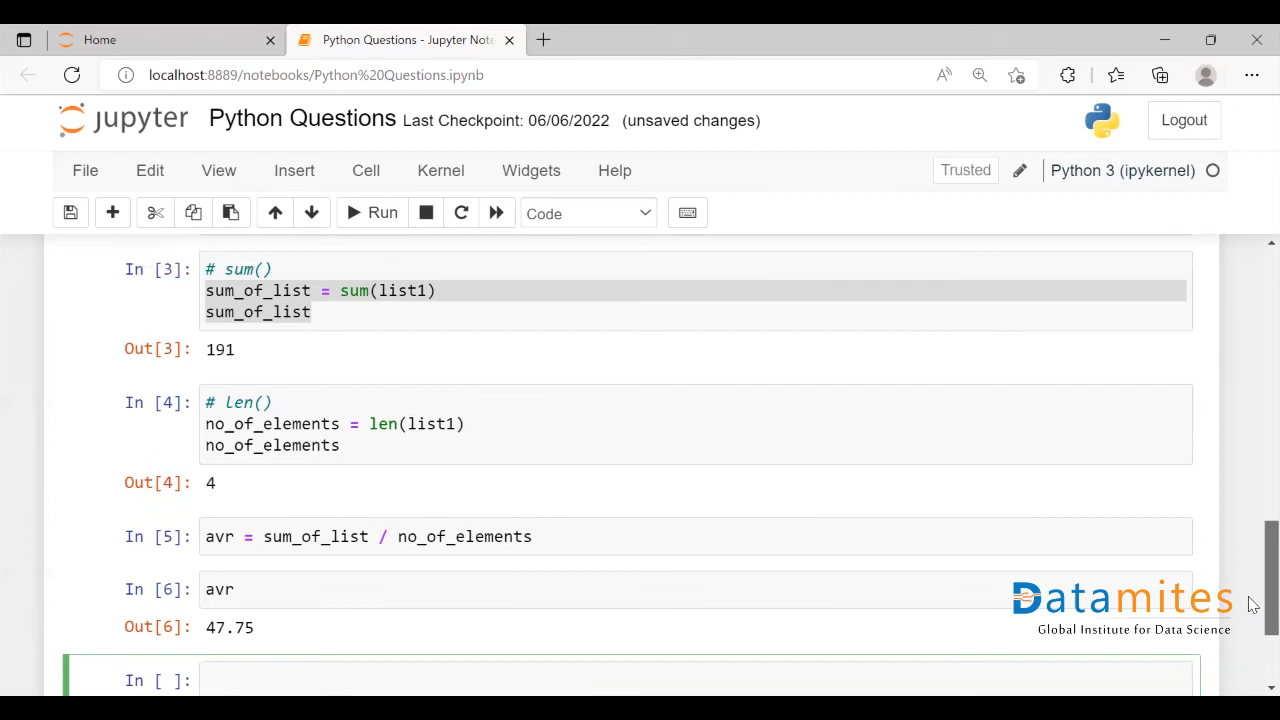 Home
Python Questions - Jupyter Note
localhost:8889/notebooks/Python%20Questions.ipynb
jupyter Python Questions Last Checkpoint: 06/06/2022 (unsaved changes)
Logout
File Edit View Insert Cell Kernel Widgets Help
Trusted Python 3 (ipykernel)
Run Code
In [3]: # sum()
sum_of_list = sum(list1)
sum_of_list
Out[3]: 191
In [4]: # len()
no_of_elements = len(list1)
no_of_elements
Out[4]: 4
In [5]: avr = sum_of_list / no_of_elements
In [6]: avr
Datamites
Global Institute for Data Science
Out[6]: 47.75
In [ ]: